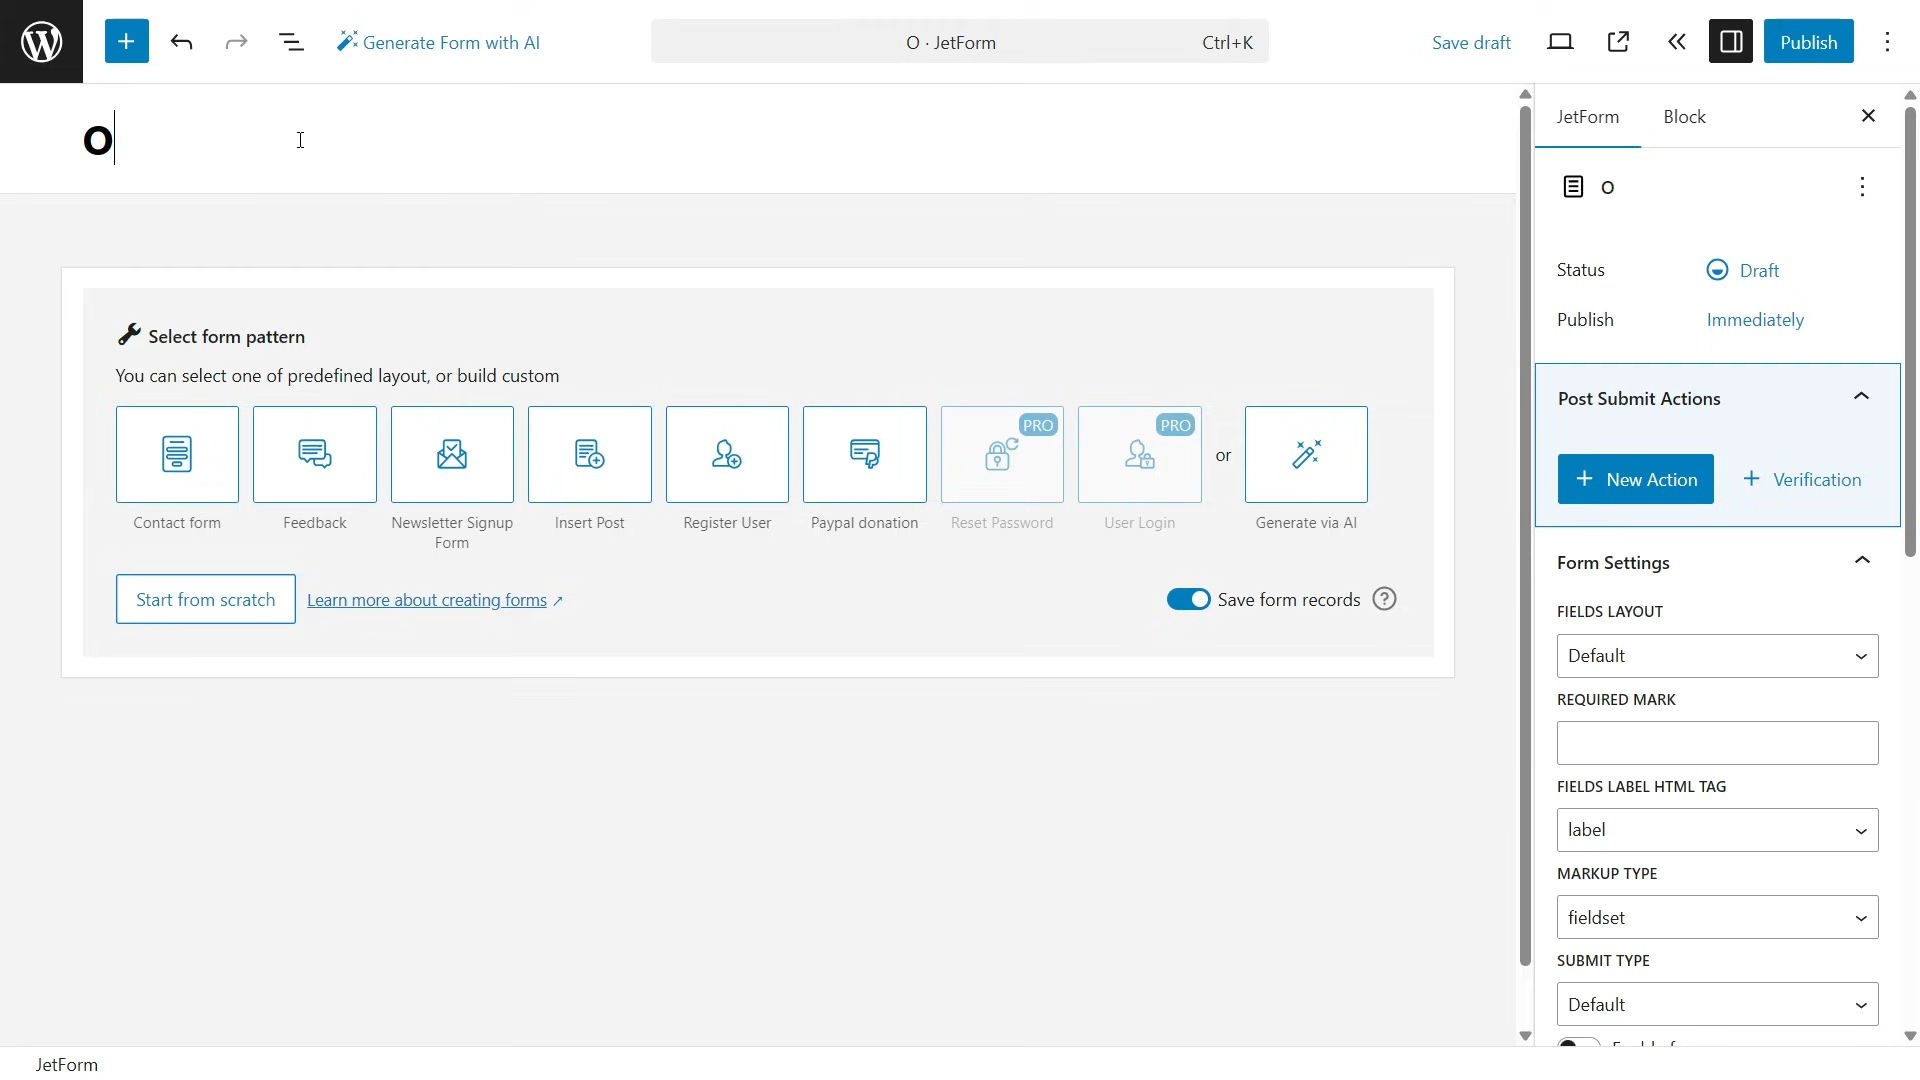 Generate Form with AI
O · JetForm
Ctrl+K
Save draft
Publish
O
JetForm
Block
O
Status
Draft
Publish
Immediately
Post Submit Actions
New Action
Verification
Form Settings
FIELDS LAYOUT
Default
REQUIRED MARK
FIELDS LABEL HTML TAG
label
MARKUP TYPE
fieldset
SUBMIT TYPE
Default
Select form pattern
You can select one of predefined layout, or build custom
PRO
PRO
or
Contact form
Feedback
Newsletter Signup
Form
Insert Post
Register User
Paypal donation
Reset Password
User Login
Generate via AI
Start from scratch
Learn more about creating forms ↗
Save form records
JetForm